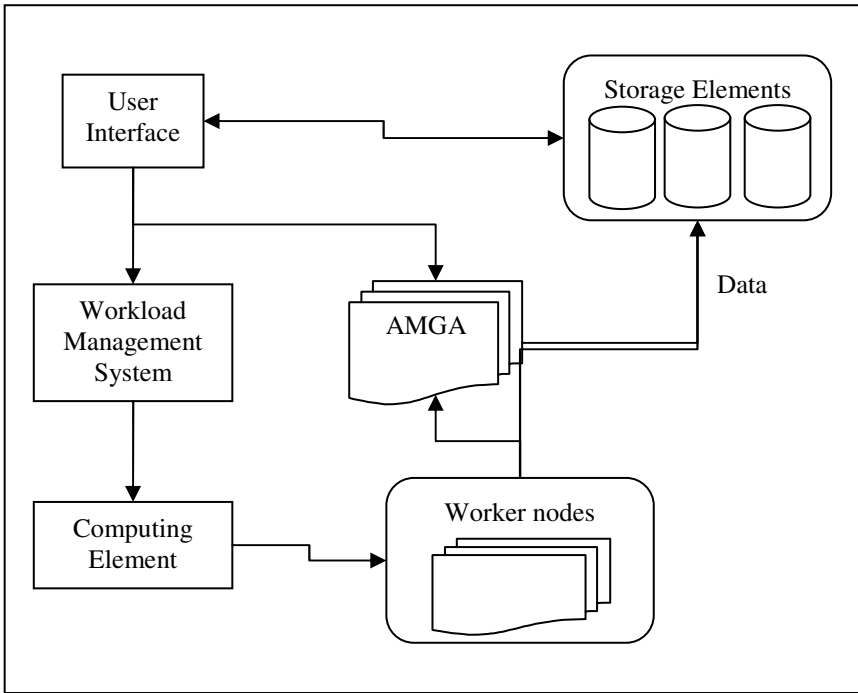 User
Interface
Storage Elements
Data
Workload
Management
System
AMGA
Computing
Element
Worker nodes